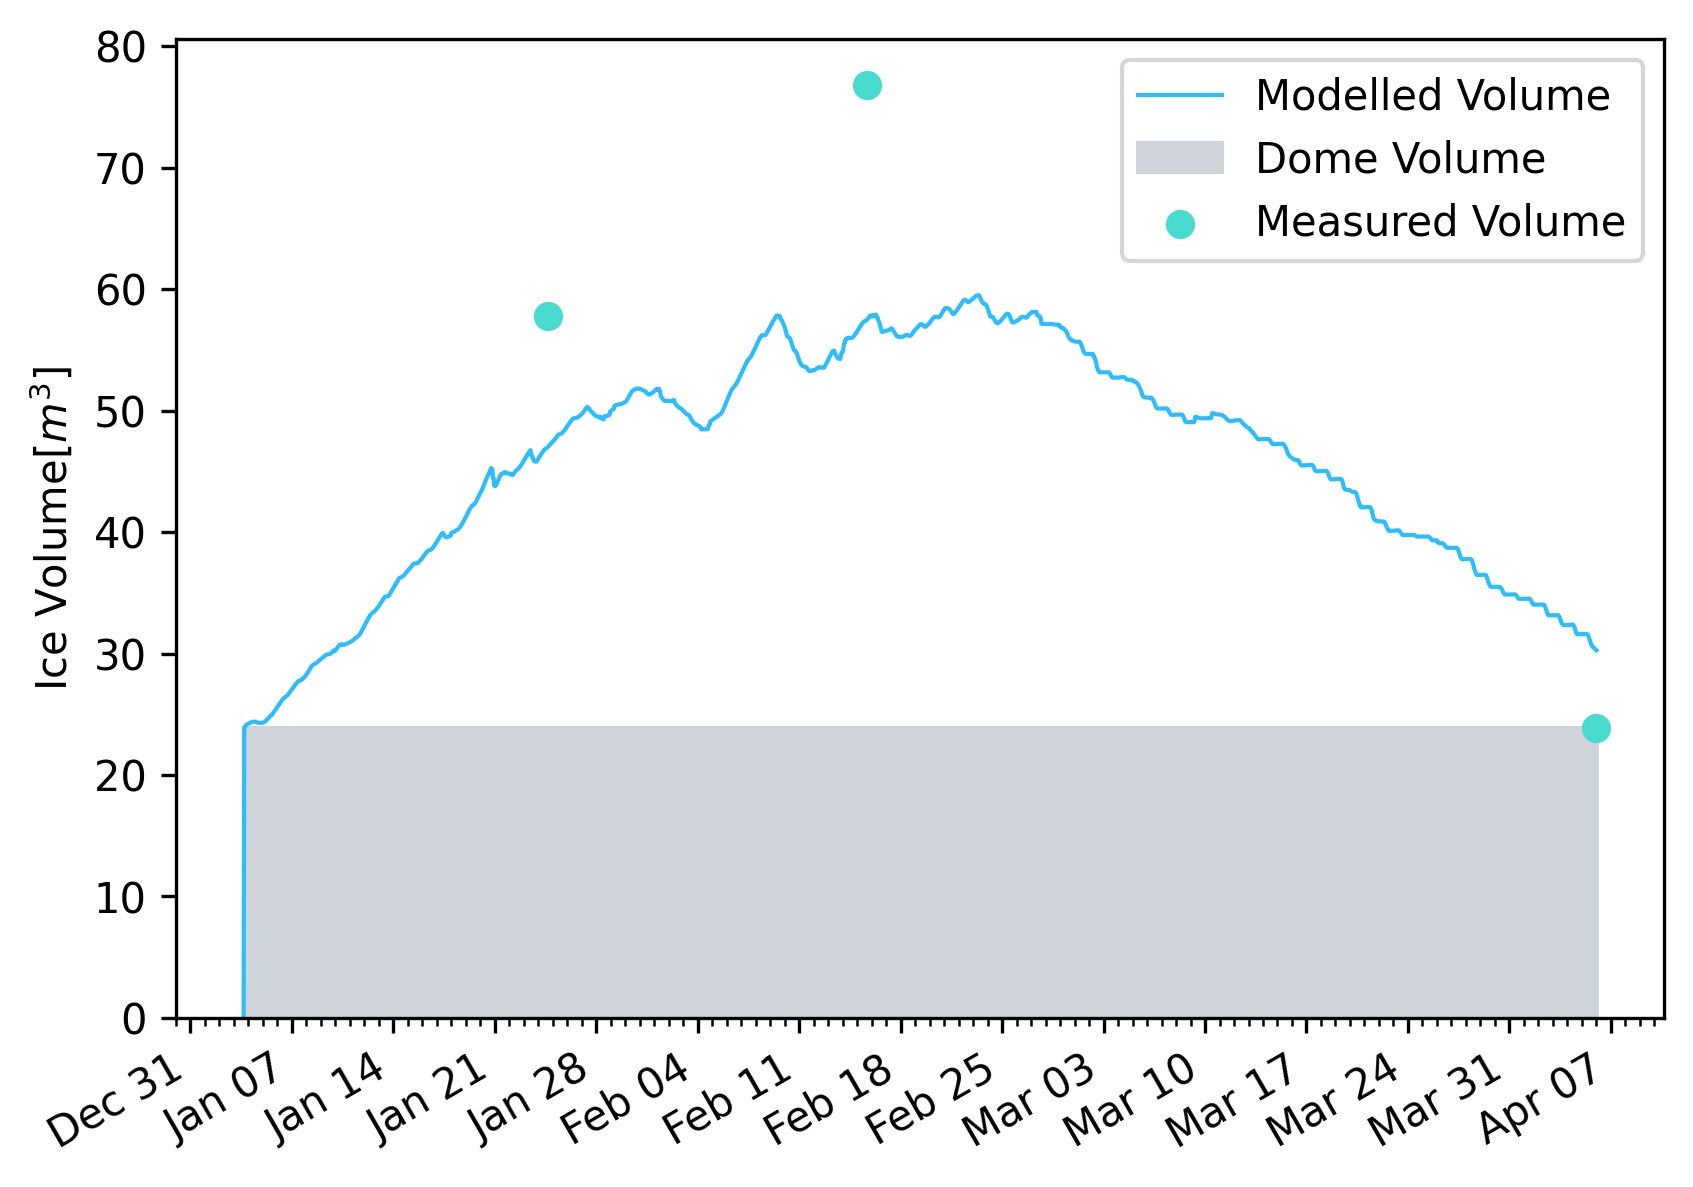 80
70
60
50
40
30
20
10
0
Ice Volume[m³]
Modelled Volume
Dome Volume
Measured Volume
Dec 31
Jan 07
Jan 14
Jan 21
Jan 28
Feb 04
Feb 11
Feb 18
Feb 25
Mar 03
Mar 10
Mar 17
Mar 24
Mar 31
Apr 07